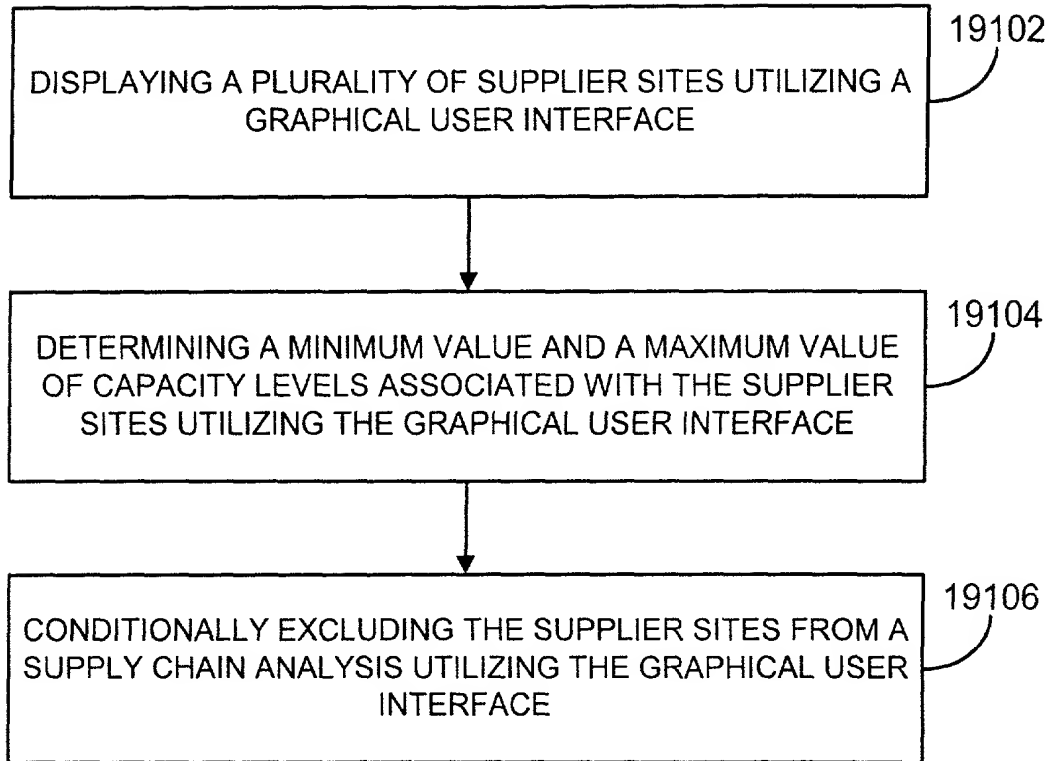 19102
DISPLAYING A PLURALITY OF SUPPLIER SITES UTILIZING A
GRAPHICAL USER INTERFACE
19104
DETERMINING A MINIMUM VALUE AND A MAXIMUM VALUE
OF CAPACITY LEVELS ASSOCIATED WITH THE SUPPLIER
SITES UTILIZING THE GRAPHICAL USER INTERFACE
19106
CONDITIONALLY EXCLUDING THE SUPPLIER SITES FROM A
SUPPLY CHAIN ANALYSIS UTILIZING THE GRAPHICAL USER
INTERFACE